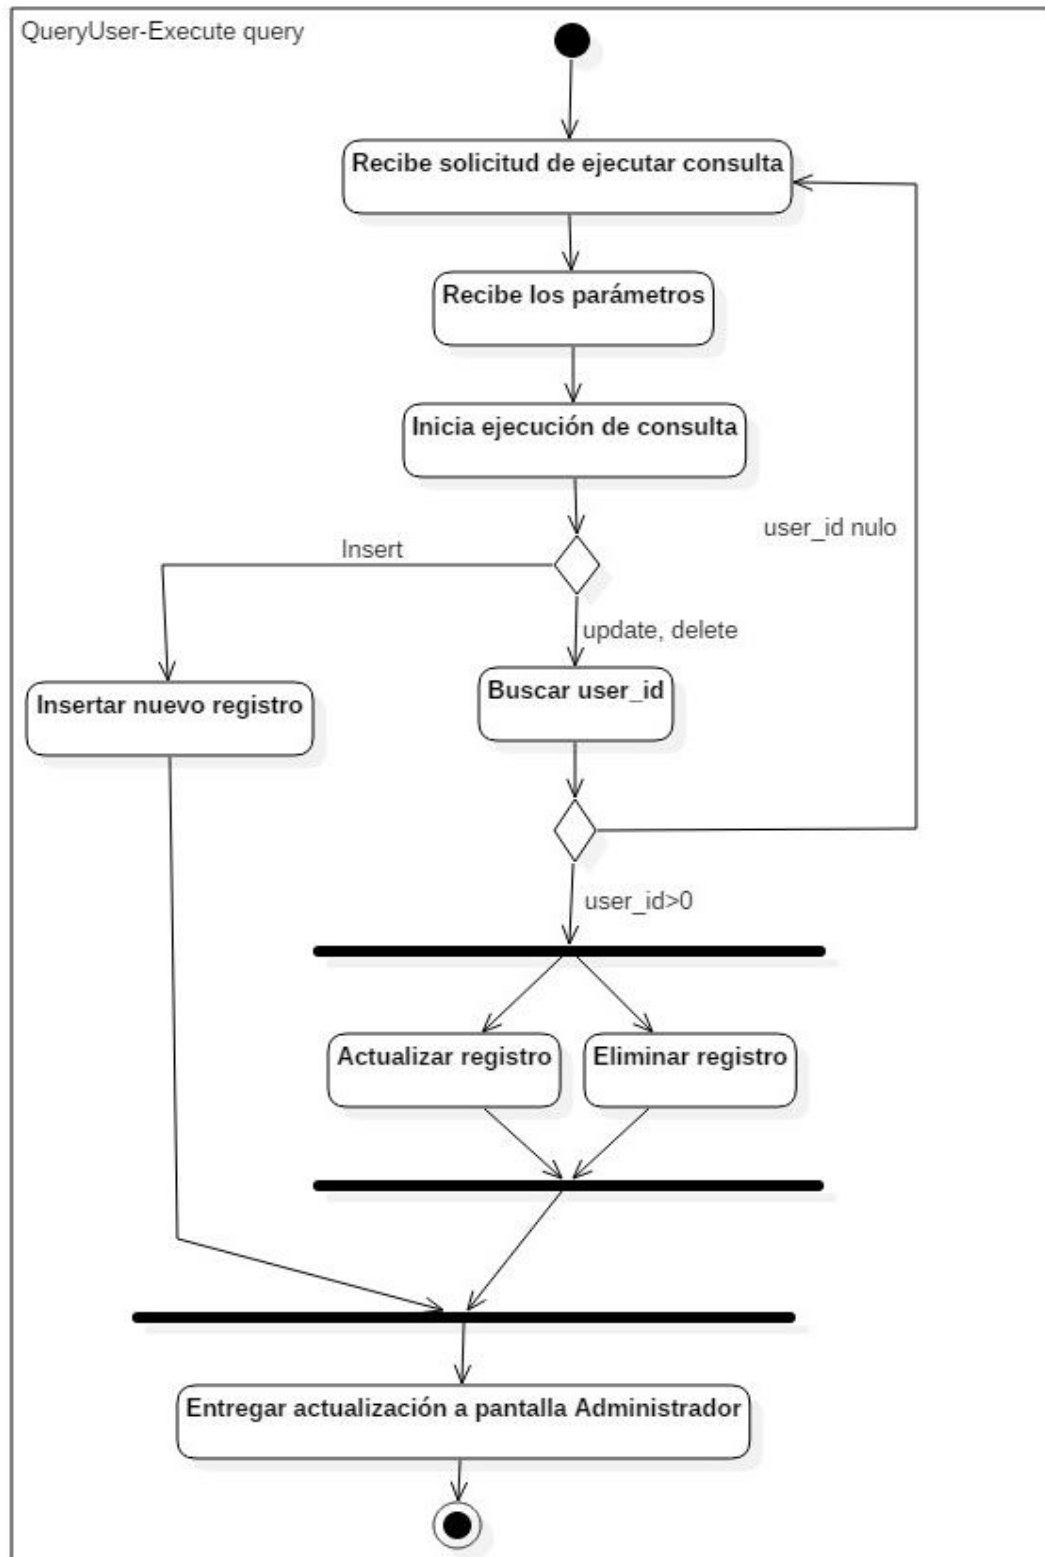 QueryUser-Execute query
Recibe solicitud de ejecutar consulta
Recibe los parámetros
Inicia ejecución de consulta
user_id nulo
Insert
update, delete
Buscar user_id
Insertar nuevo registro
user_id>0
Actualizar registro
Eliminar registro
Entregar actualización a pantalla Administrador